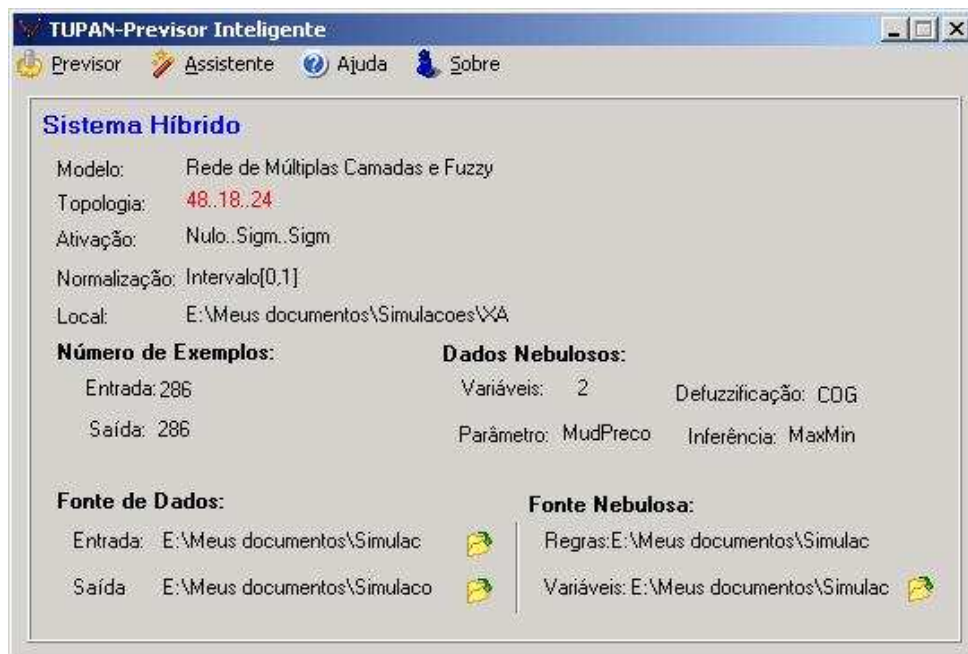 TUPAN-Previsor Inteligente
Previsor Assistente Ajuda Sobre
Sistema Híbrido
Modelo: Rede de Múltiplas Camadas e Fuzzy
Topologia: 48..18..24
Ativação: Nulo..Sigm..Sigm
Normalização: Intervalo[0,1]
Local: E:\Meus documentos\Simulacoes\XA
Número de Exemplos: Dados Nebulosos:
Entrada: 286 Variáveis: 2 Defuzzificação: COG
Saída: 286 Parâmetro: MudPreco Inferência: MaxMin
Fonte de Dados: Fonte Nebulosa:
Entrada: E:\Meus documentos\Simulac Regras:E:\Meus documentos\Simulac
Saída E:\Meus documentos\Simulaco Variáveis: E:\Meus documentos\Simulac